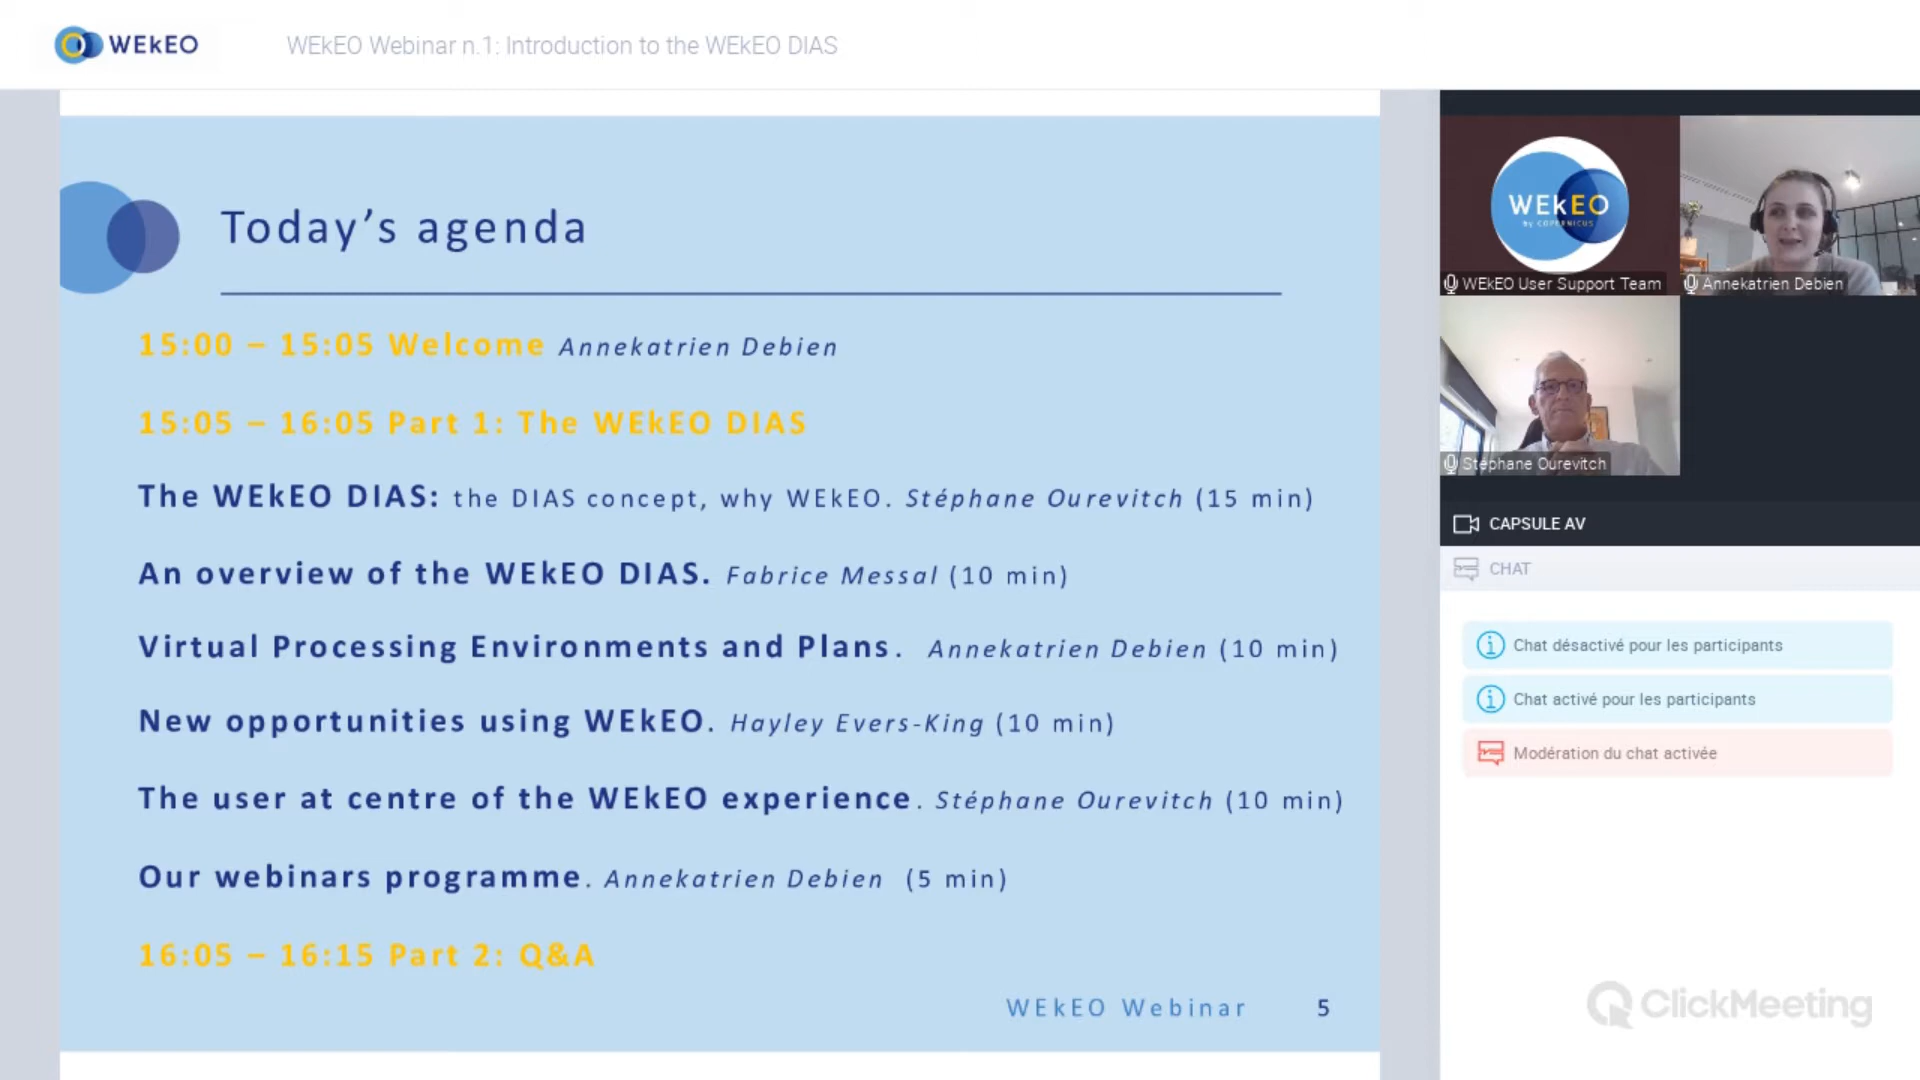 WEkEO
WEkEO Webinar n.1: Introduction to the WEkEO DIAS
Today’s agenda
15:00 – 15:05 Welcome Annekatrien Debien
15:05 – 16:05 Part 1: The WEkEO DIAS
The WEkEO DIAS: the DIAS concept, why WEkEO. Stéphane Ourevitch (15 min)
An overview of the WEkEO DIAS. Fabrice Messal (10 min)
Virtual Processing Environments and Plans. Annekatrien Debien (10 min)
New opportunities using WEkEO. Hayley Evers-King (10 min)
The user at centre of the WEkEO experience. Stéphane Ourevitch (10 min)
Our webinars programme. Annekatrien Debien (5 min)
16:05 – 16:15 Part 2: Q&A
WEkEO Webinar 5
WEkEO
by COPERNICUS
WEkEO User Support Team
Annekatrien Debien
Stéphane Ourevitch
CAPSULE AV
CHAT
Chat désactivé pour les participants
Chat activé pour les participants
Modération du chat activée
ClickMeeting